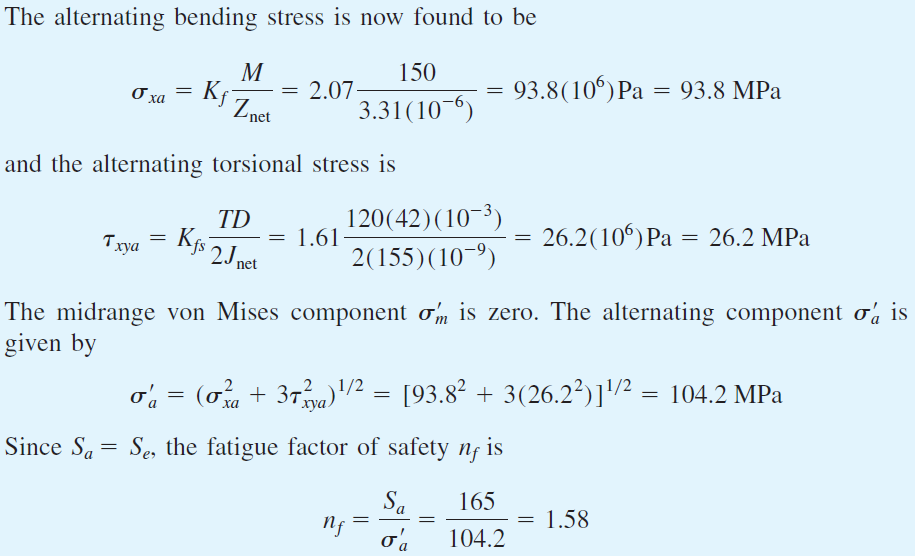 The alternating bending stress is now found to be
σxa = Kf M/Znet = 2.07 150/3.31(10⁻⁶) = 93.8(10⁶)Pa = 93.8 MPa
and the alternating torsional stress is
τxya = Kfs TD/2Jnet = 1.61 120(42)(10⁻³)/2(155)(10⁻⁹) = 26.2(10⁶)Pa = 26.2 MPa
The midrange von Mises component σ′m is zero. The alternating component σ′a is
given by
σ′a = (σ²xa + 3τ²xya)^1/2 = [93.8² + 3(26.2²)]^1/2 = 104.2 MPa
Since Sa = Se, the fatigue factor of safety nf is
nf = Sa/σ′a = 165/104.2 = 1.58